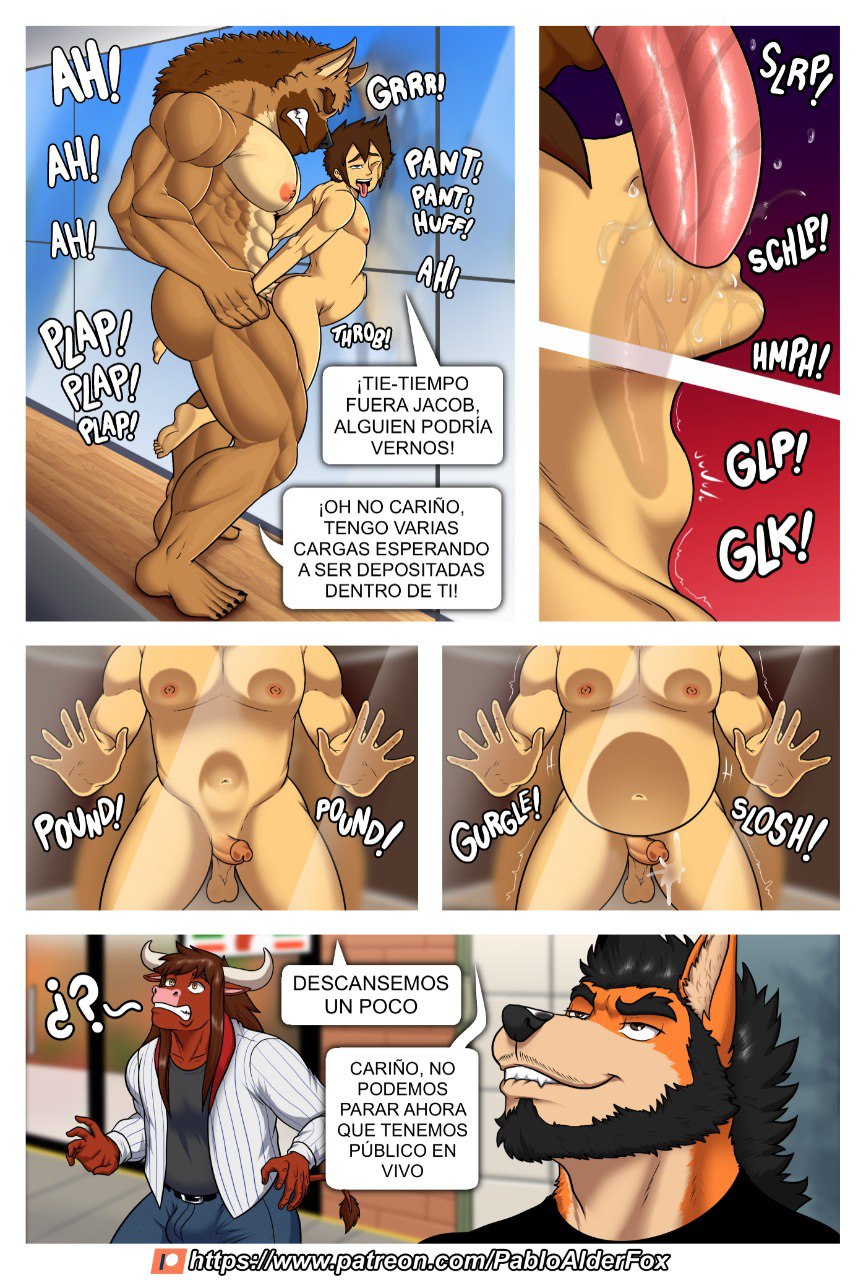 AH!
AH!
AH!
GRRR!
PANT!
PANT!
HUFF!
AH!
THROB!
PLAP!
PLAP!
PLAP!
¡TIE-TIEMPO
FUERA JACOB,
ALGUIEN PODRÍA
VERNOS!
¡OH NO CARIÑO,
TENGO VARIAS
CARGAS ESPERANDO
A SER DEPOSITADAS
DENTRO DE TI!
SLRP!
SCHLP!
HMPH!
GLP!
GLK!
POUND!
POUND!
GURGLE!
SLOSH!
¿?~
DESCANSEMOS
UN POCO
CARIÑO, NO
PODEMOS
PARAR AHORA
QUE TENEMOS
PÚBLICO EN
VIVO
https://www.patreon.com/PabloAlderFox